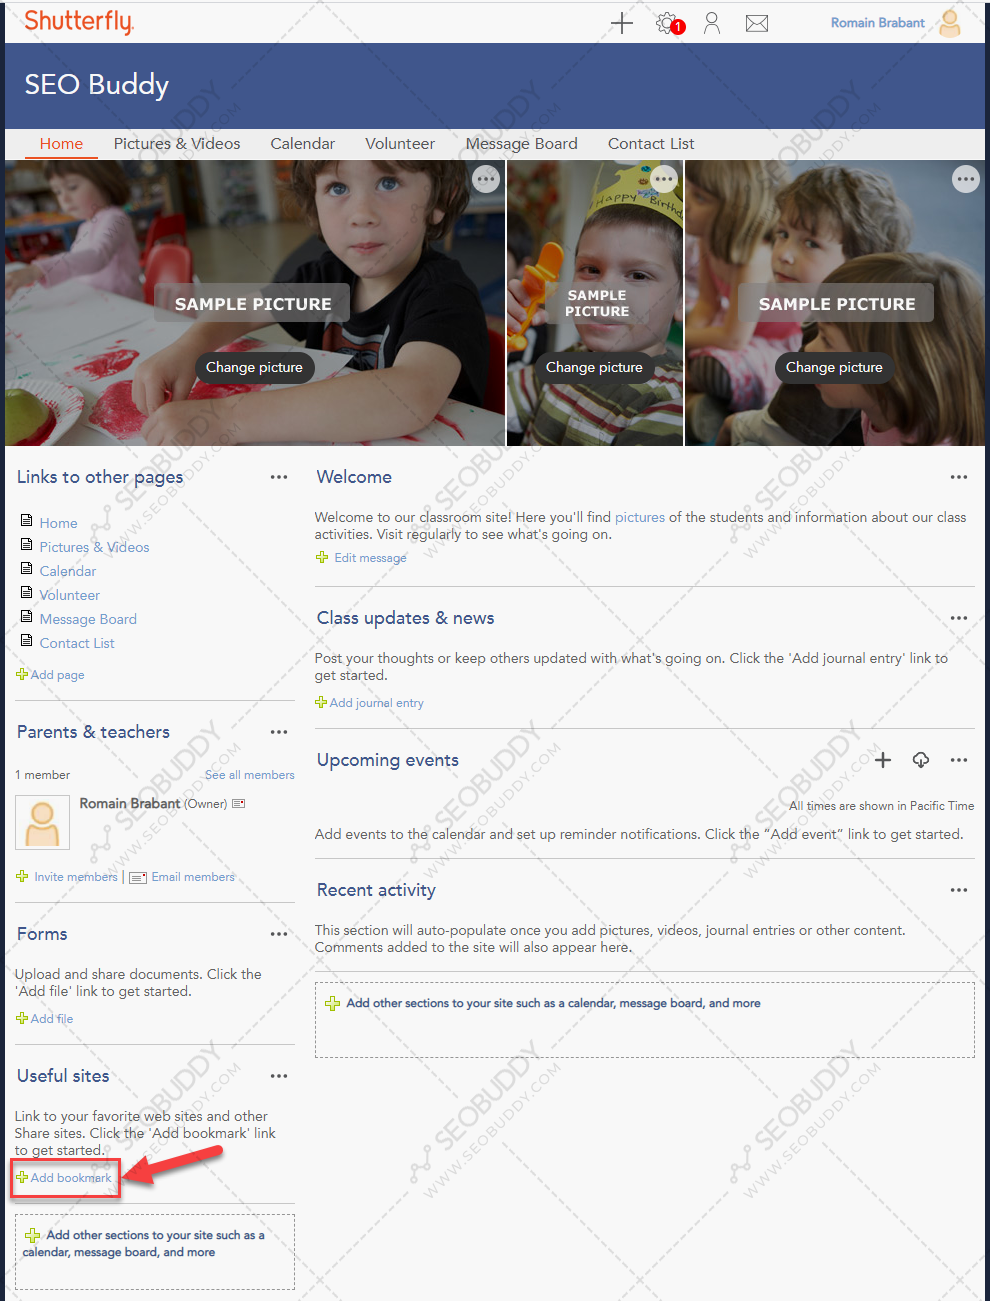 Shutterfly.
1
Romain Brabant
SEO Buddy
Home Pictures & Videos Calendar Volunteer Message Board Contact List
Happy Birthday
SAMPLE PICTURE
Change picture
SAMPLE
PICTURE
Change picture
SAMPLE PICTURE
Change picture
Links to other pages
Home
Pictures & Videos
Calendar
Volunteer
Message Board
Contact List
Add page
Parents & teachers
1 member See all members
Romain Brabant (Owner)
Invite members | Email members
Forms
Upload and share documents. Click the
'Add file' link to get started.
Add file
Useful sites
Link to your favorite web sites and other
Share sites. Click the 'Add bookmark' link
to get started.
Add bookmark
Add other sections to your site such as a
calendar, message board, and more
Welcome
Welcome to our classroom site! Here you'll find pictures of the students and information about our class
activities. Visit regularly to see what's going on.
Edit message
Class updates & news
Post your thoughts or keep others updated with what's going on. Click the 'Add journal entry' link to
get started.
Add journal entry
Upcoming events
All times are shown in Pacific Time
Add events to the calendar and set up reminder notifications. Click the “Add event” link to get started.
Recent activity
This section will auto-populate once you add pictures, videos, journal entries or other content.
Comments added to the site will also appear here.
Add other sections to your site such as a calendar, message board, and more
SEOBUDDY
WWW.SEOBUDDY.COM